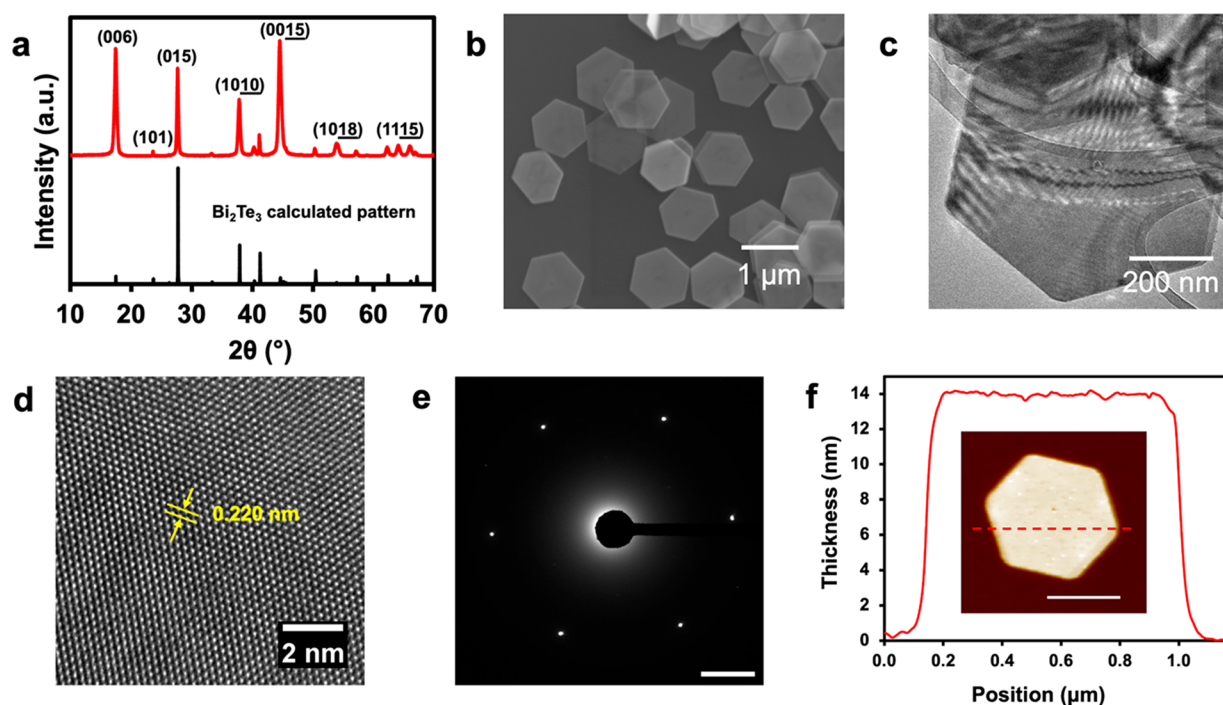 a
(006)
(015)
(0015)
(1010)
(101)
(1018)
(1115)
Intensity (a.u.)
Bi₂Te₃ calculated pattern
10 20 30 40 50 60 70
2θ (°)
b
1 μm
c
200 nm
d
0.220 nm
2 nm
e
f
14
12
10
8
6
4
2
0
Thickness (nm)
0.0 0.2 0.4 0.6 0.8 1.0
Position (μm)